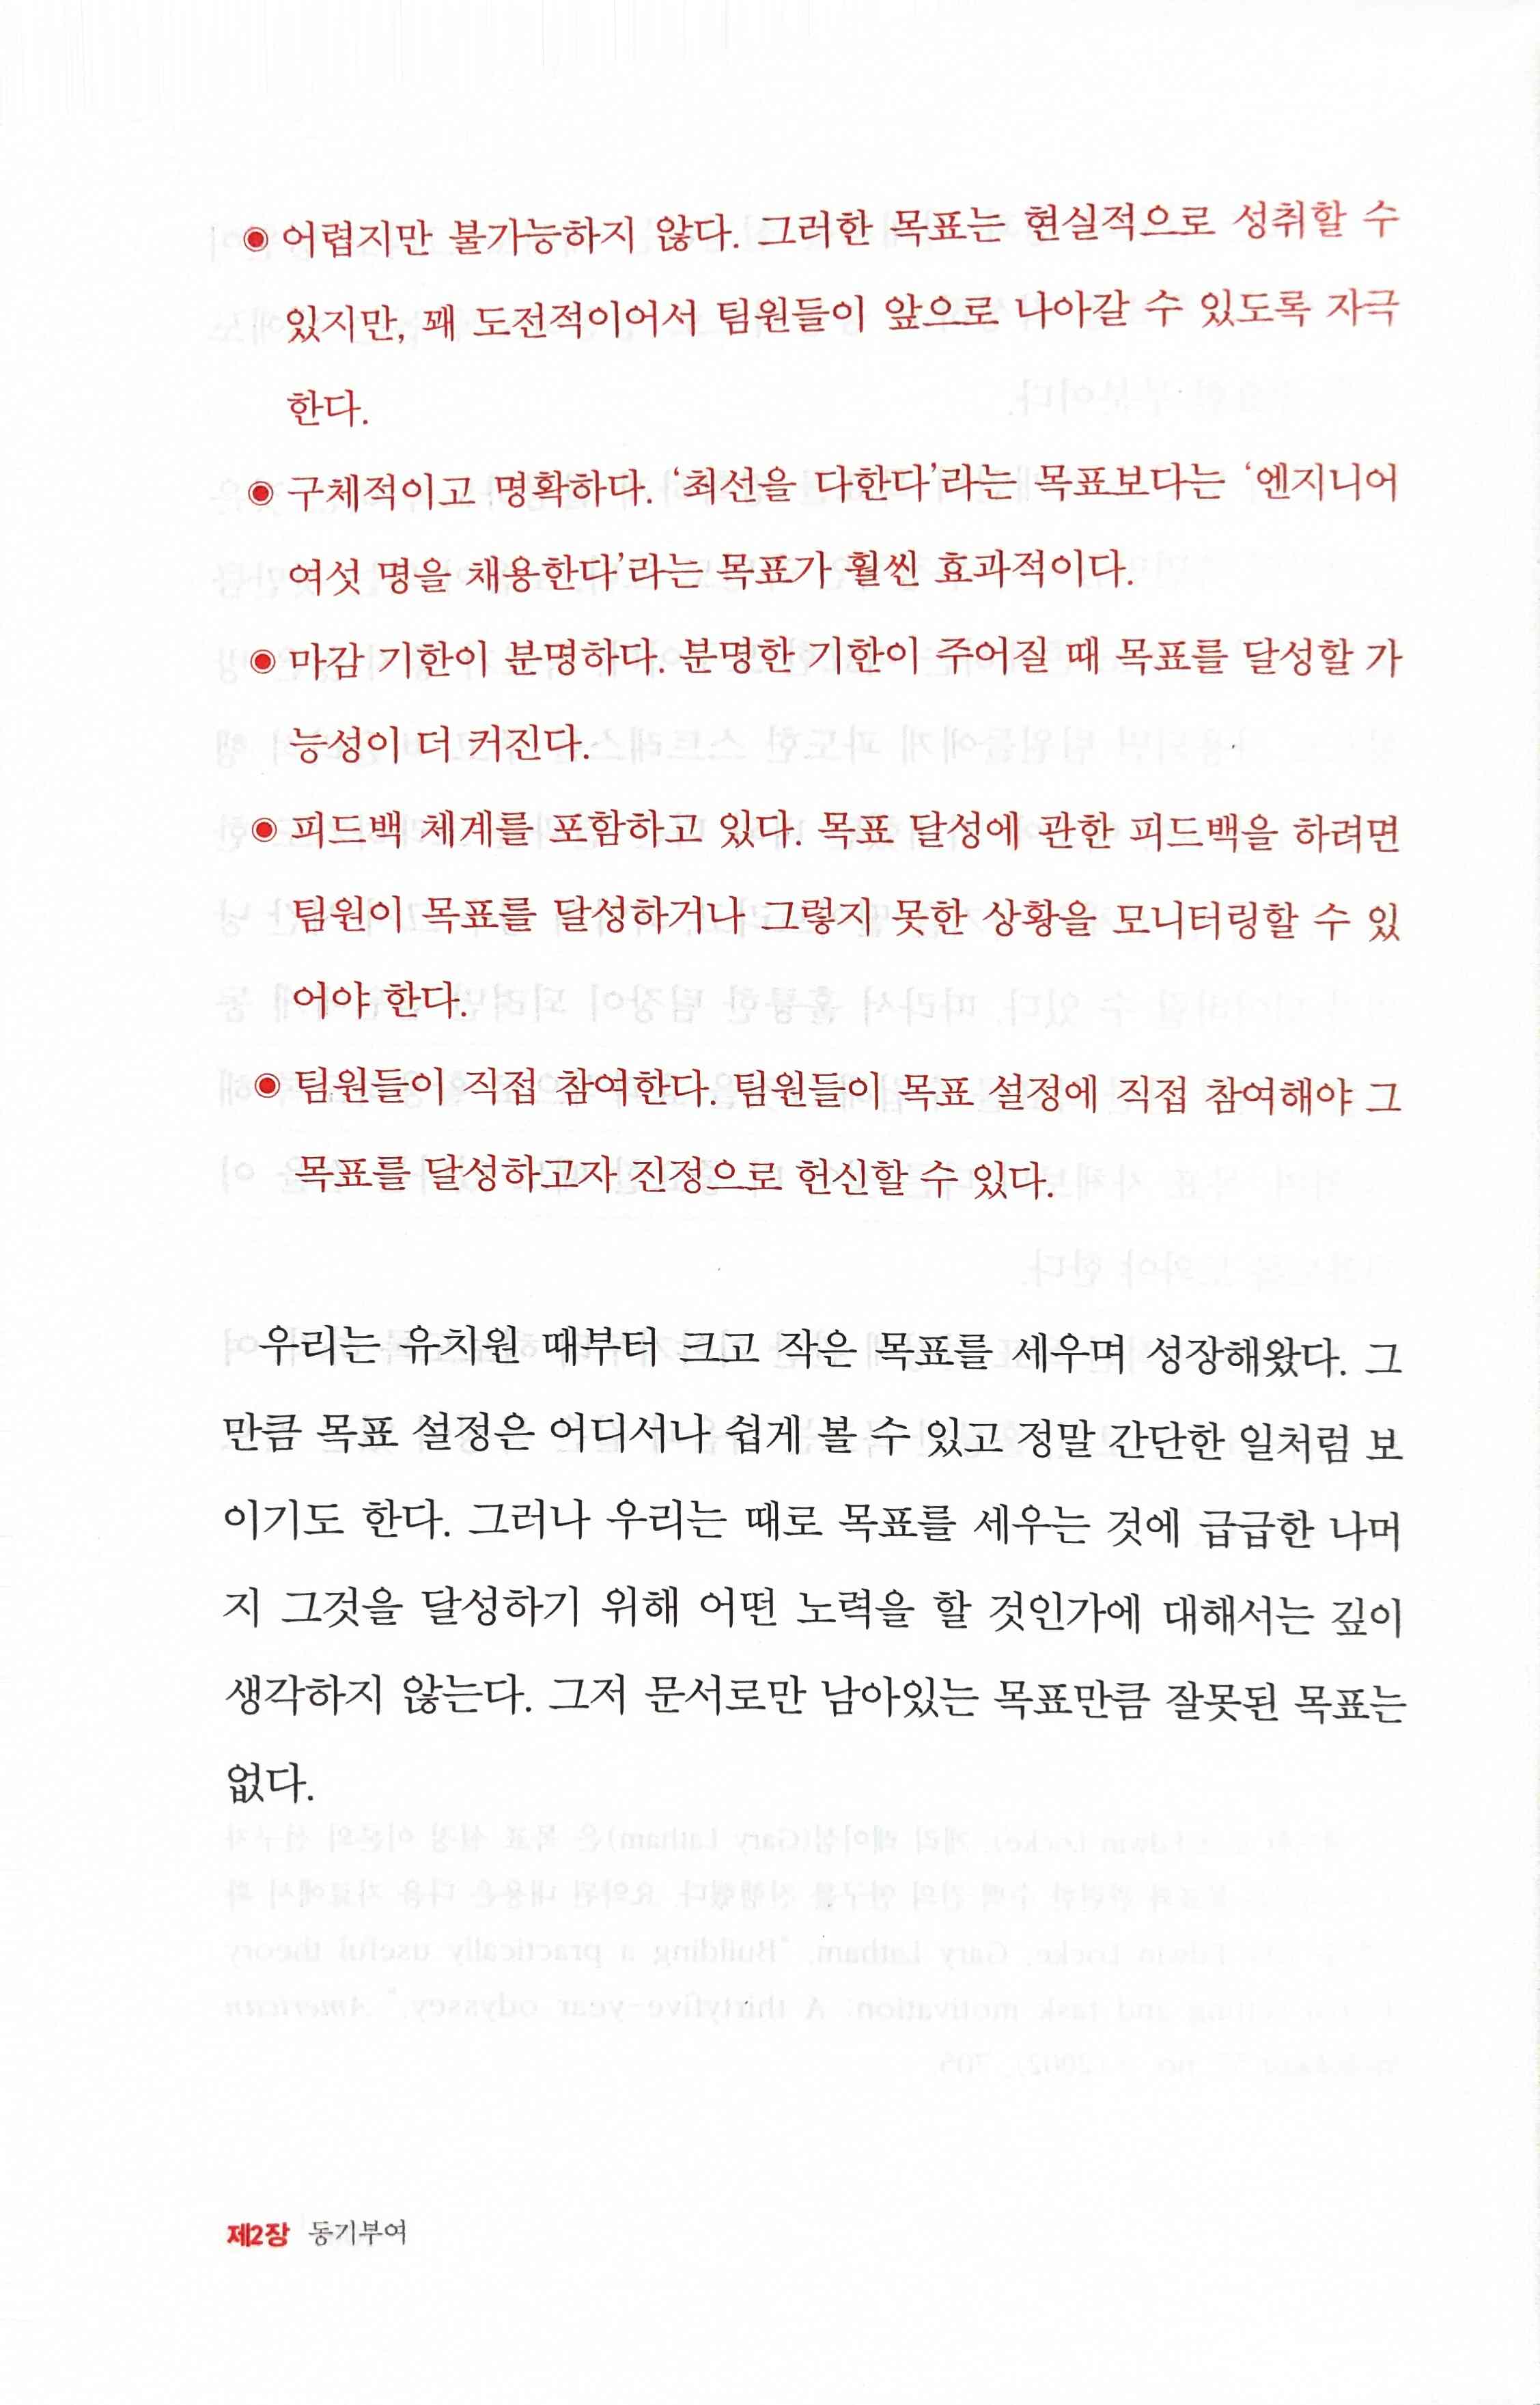 ◉ 어렵지만 불가능하지 않다. 그러한 목표는 현실적으로 성취할 수
있지만, 꽤 도전적이어서 팀원들이 앞으로 나아갈 수 있도록 자극
한다.
◉ 구체적이고 명확하다. ‘최선을 다한다’라는 목표보다는 ‘엔지니어
여섯 명을 채용한다’라는 목표가 훨씬 효과적이다.
◉ 마감 기한이 분명하다. 분명한 기한이 주어질 때 목표를 달성할 가
능성이 더 커진다.
◉ 피드백 체계를 포함하고 있다. 목표 달성에 관한 피드백을 하려면
팀원이 목표를 달성하거나 그렇지 못한 상황을 모니터링할 수 있
어야 한다.
◉ 팀원들이 직접 참여한다. 팀원들이 목표 설정에 직접 참여해야 그
목표를 달성하고자 진정으로 헌신할 수 있다.
우리는 유치원 때부터 크고 작은 목표를 세우며 성장해왔다. 그
만큼 목표 설정은 어디서나 쉽게 볼 수 있고 정말 간단한 일처럼 보
이기도 한다. 그러나 우리는 때로 목표를 세우는 것에 급급한 나머
지 그것을 달성하기 위해 어떤 노력을 할 것인가에 대해서는 깊이
생각하지 않는다. 그저 문서로만 남아있는 목표만큼 잘못된 목표는
없다.
제2장 동기부여